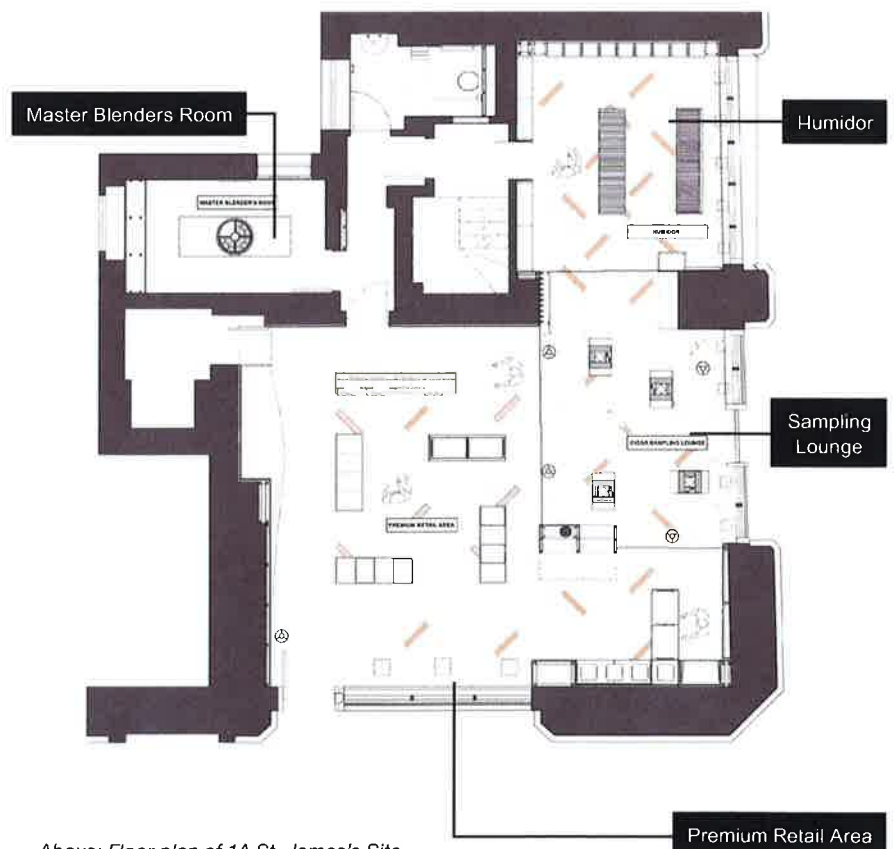 Master Blenders Room
Humidor
MASTER BLENDER'S ROOM
HUMIDOR
Sampling
Lounge
CIGAR SAMPLING LOUNGE
PREMIUM RETAIL AREA
Premium Retail Area
Above: Floor plan of 1A St. James's Site